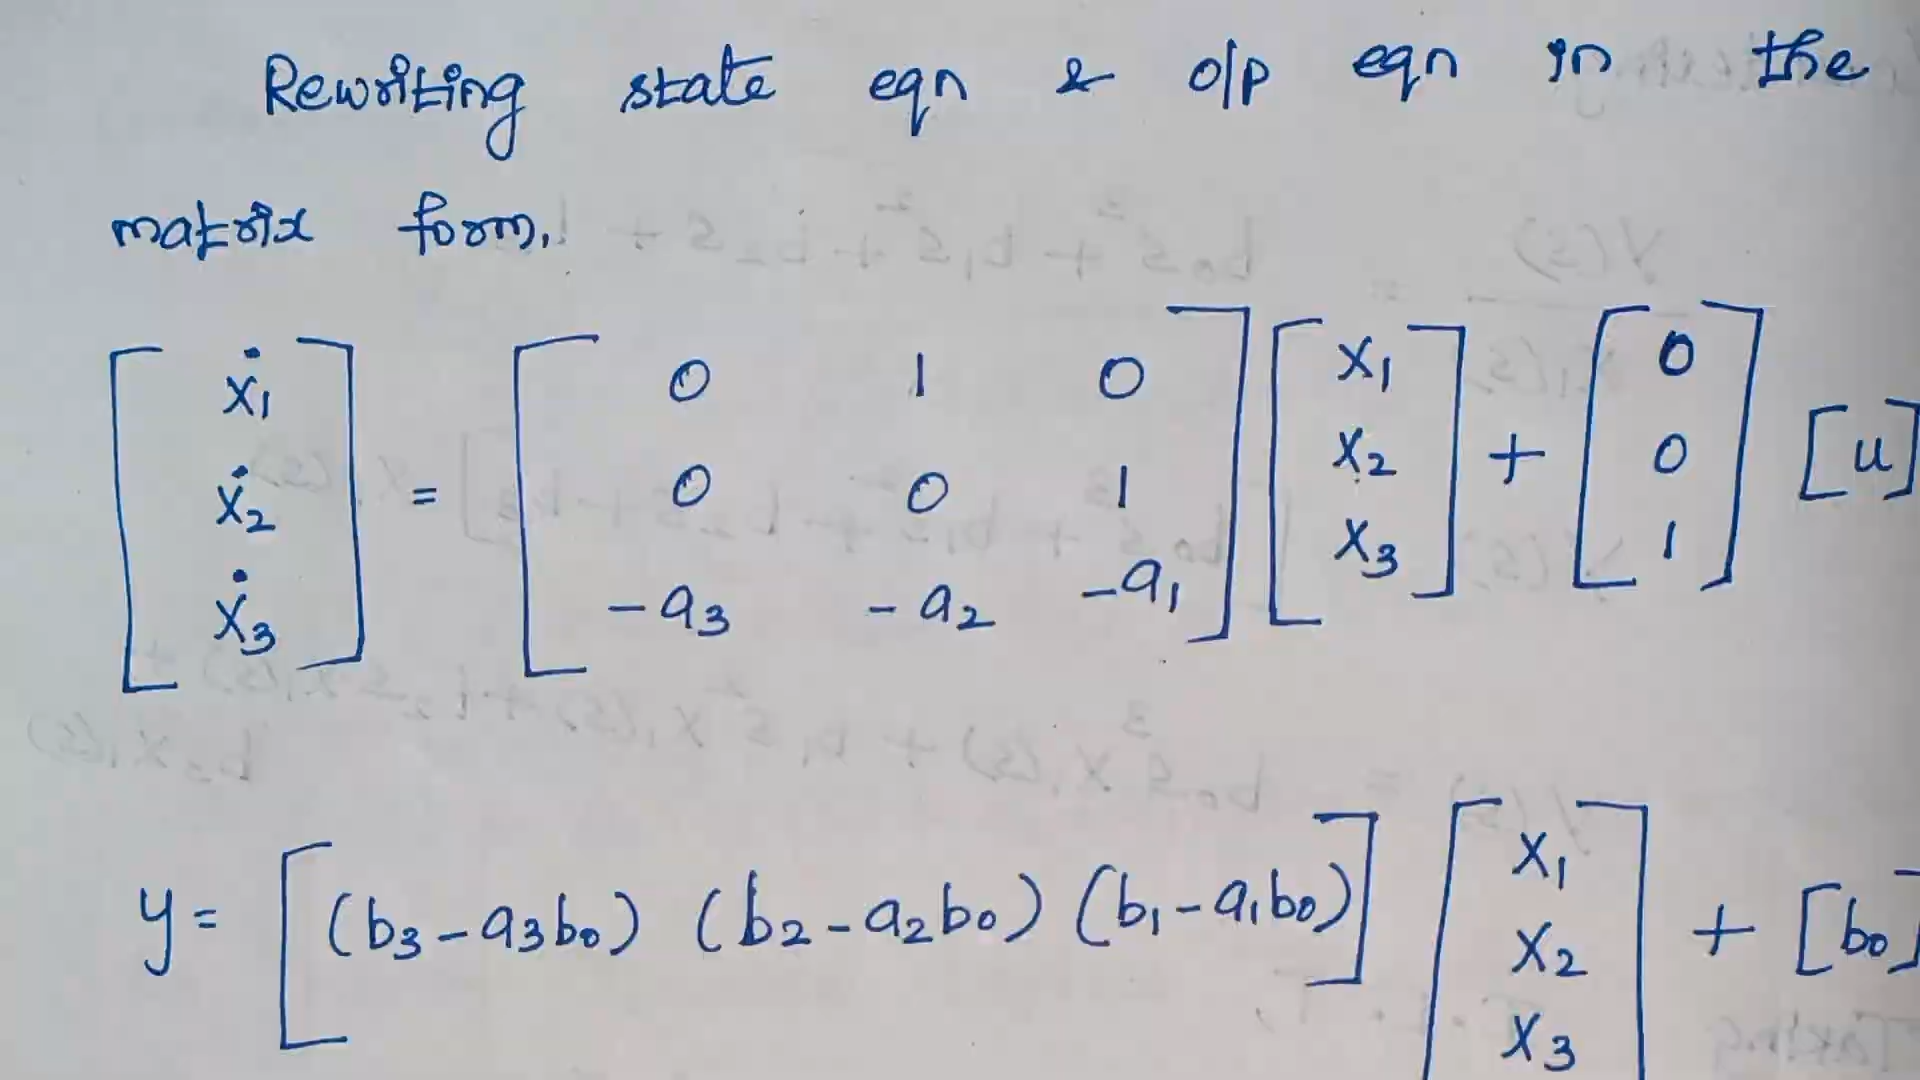 Rewriting state eqn & o/p eqn in the
matrix form.
[ẋ1 ẋ2 ẋ3] = [0 1 0; 0 0 1; -a3 -a2 -a1] [x1 x2 x3] + [0 0 1] [u]
y = [(b3-a3b0) (b2-a2b0) (b1-a1b0)] [x1 x2 x3] + [b0]